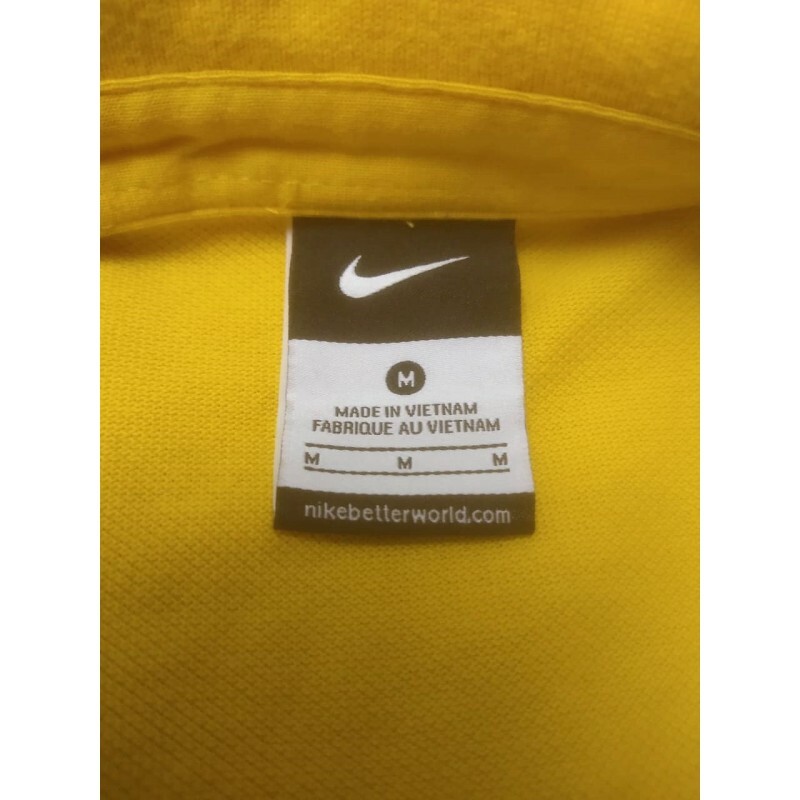 M
MADE IN VIETNAM
FABRIQUE AU VIETNAM
M M M
nikebetterworld.com